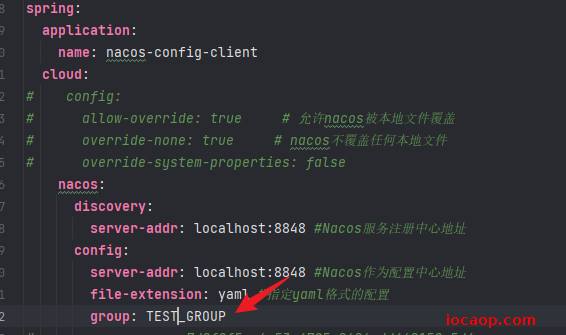 spring:
application:
name: nacos-config-client
cloud:
# config:
# allow-override: true # 允许nacos被本地文件覆盖
# override-none: true # nacos不覆盖任何本地文件
# override-system-properties: false
nacos:
discovery:
server-addr: localhost:8848 #Nacos服务注册中心地址
config:
server-addr: localhost:8848 #Nacos作为配置中心地址
file-extension: yaml #指定yaml格式的配置
group: TEST_GROUP
iocaop.com